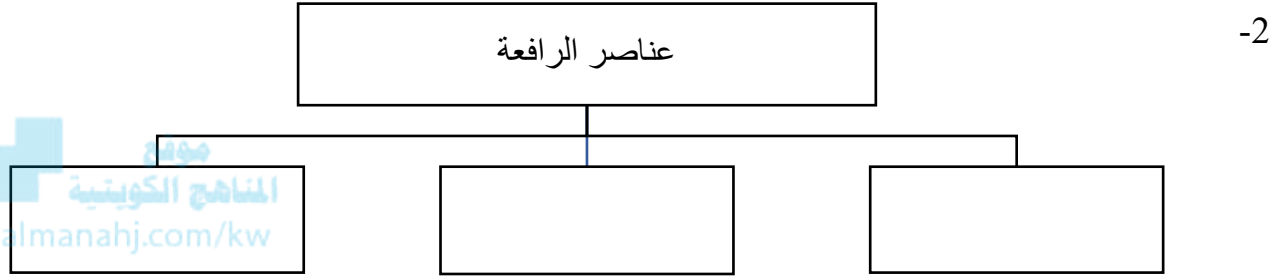 -2
عناصر الرافعة
موقع
المناهج الكويتية
almanahj.com/kw